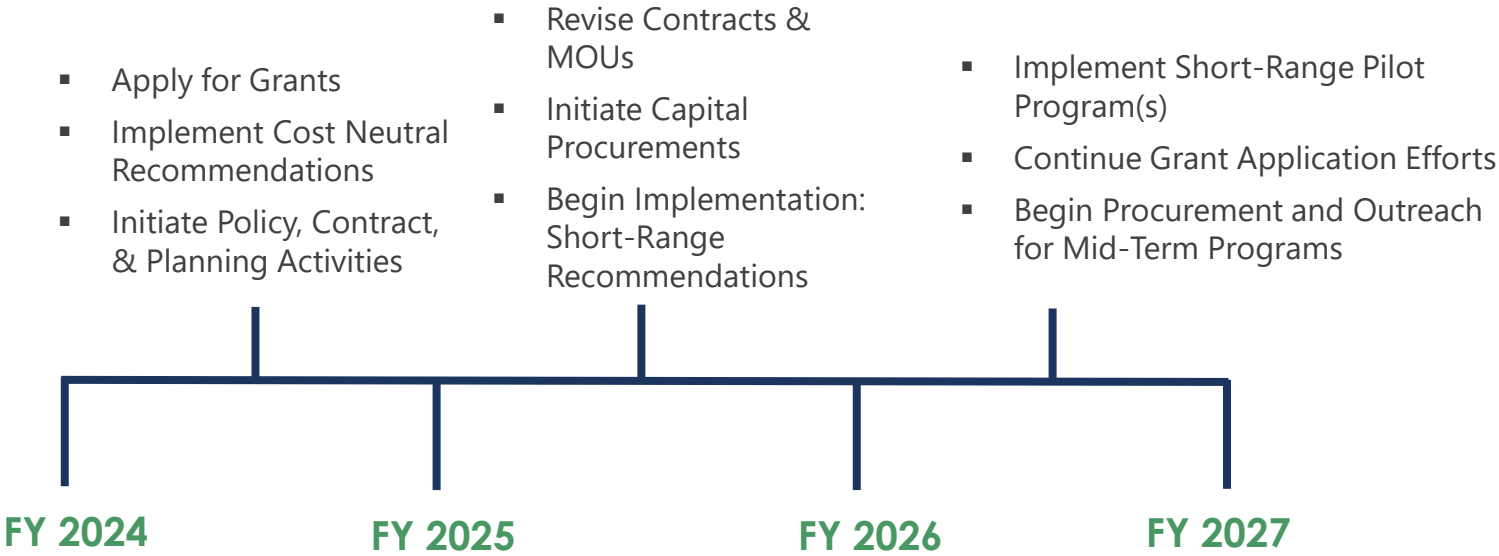 ▪ Apply for Grants
▪ Implement Cost Neutral
Recommendations
▪ Initiate Policy, Contract,
& Planning Activities
▪ Revise Contracts &
MOUs
▪ Initiate Capital
Procurements
▪ Begin Implementation:
Short-Range
Recommendations
▪ Implement Short-Range Pilot
Program(s)
▪ Continue Grant Application Efforts
▪ Begin Procurement and Outreach
for Mid-Term Programs
FY 2024
FY 2025
FY 2026
FY 2027